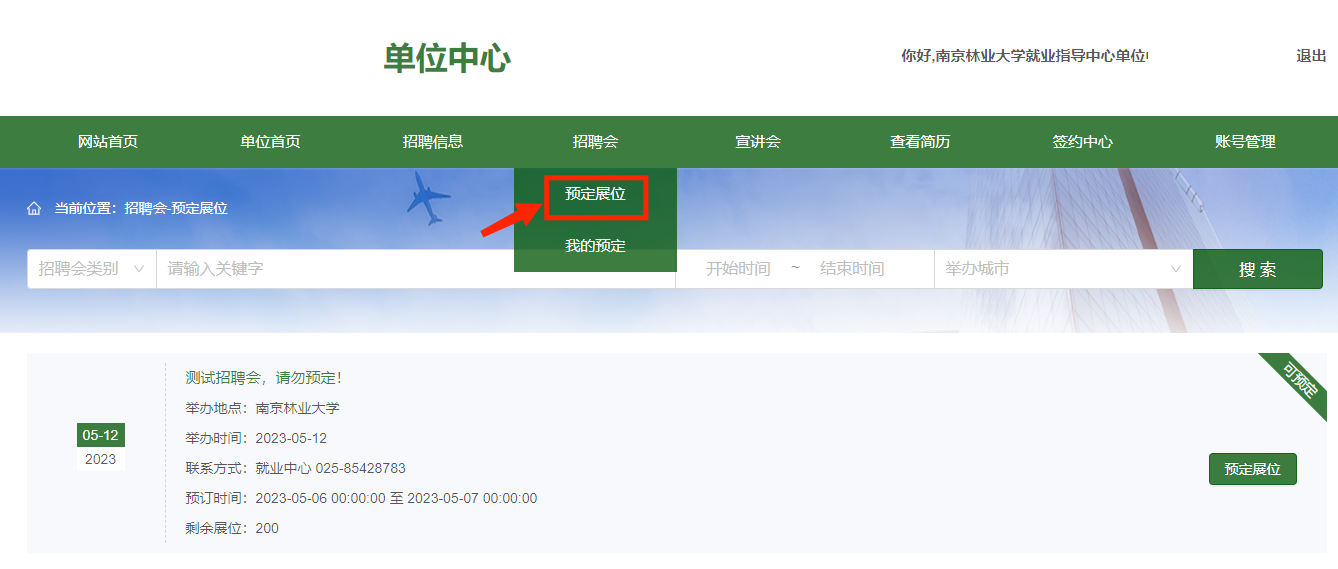 单位中心
你好,南京林业大学就业指导中心单位
退出
网站首页 单位首页 招聘信息 招聘会 宣讲会 查看简历 签约中心 账号管理
预定展位
当前位置：招聘会-预定展位
我的预定
招聘会类别 请输入关键字 开始时间 ~ 结束时间 举办城市 搜 索
可预定
测试招聘会，请勿预定！
举办地点：南京林业大学
05-12
举办时间：2023-05-12
2023
联系方式：就业中心 025-85428783
预定展位
预订时间：2023-05-06 00:00:00 至 2023-05-07 00:00:00
剩余展位：200